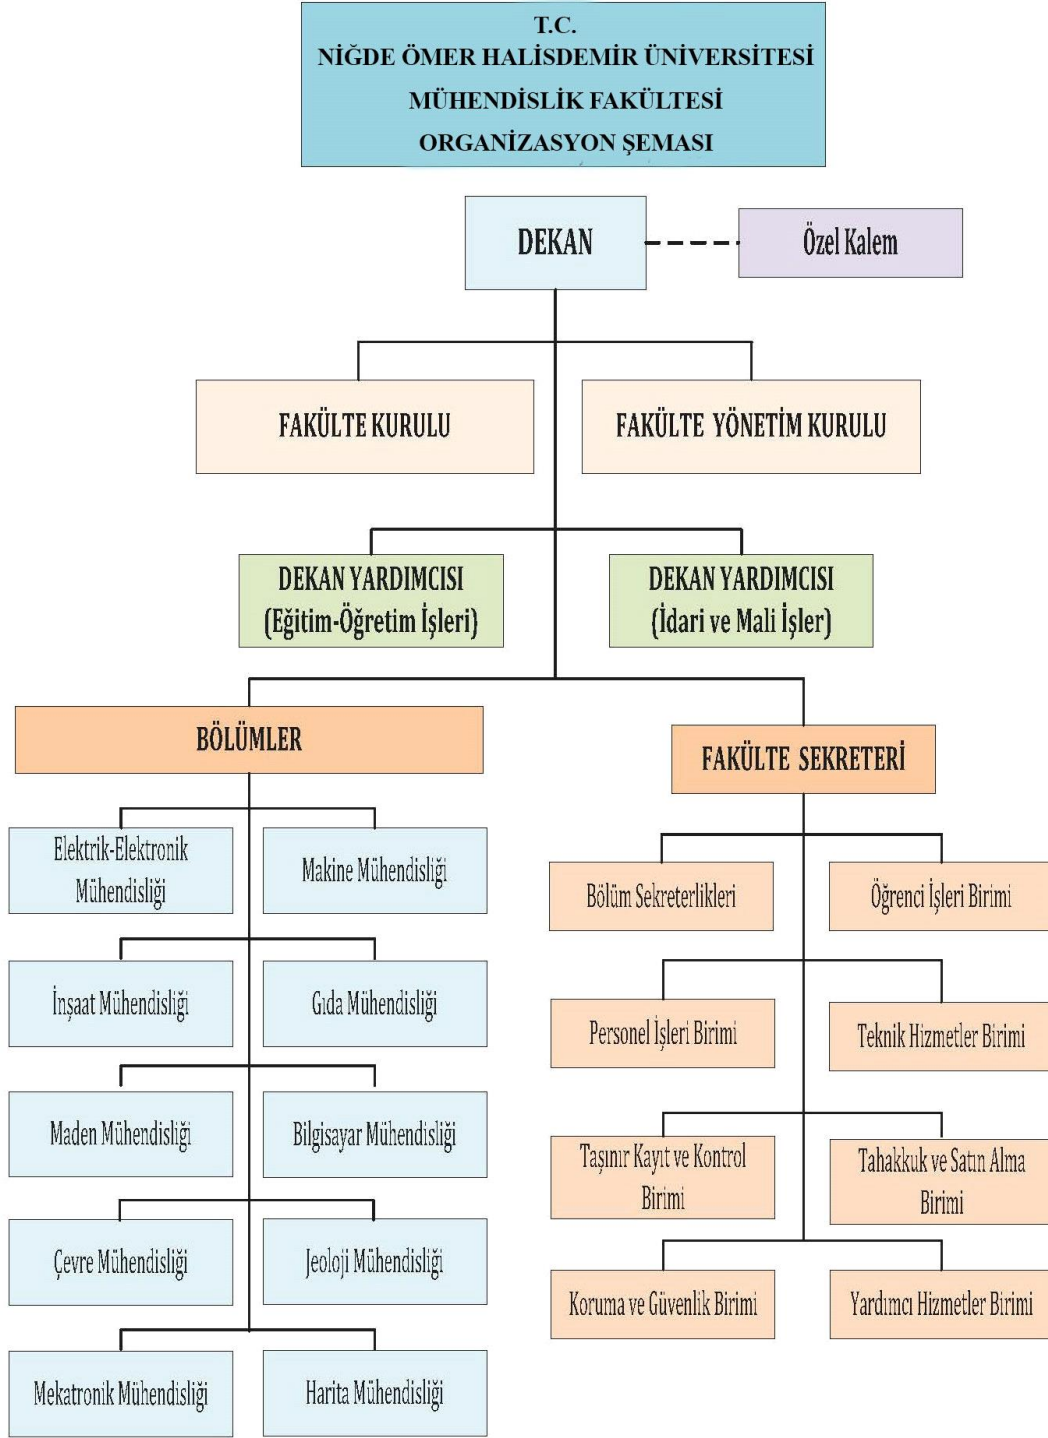 T.C.
NİĞDE ÖMER HALİSDEMİR ÜNİVERSİTESİ
MÜHENDİSLİK FAKÜLTESİ
ORGANİZASYON ŞEMASI
DEKAN
Özel Kalem
FAKÜLTE KURULU
FAKÜLTE YÖNETİM KURULU
DEKAN YARDIMCISI
(Eğitim-Öğretim İşleri)
DEKAN YARDIMCISI
(İdari ve Mali İşler)
BÖLÜMLER
FAKÜLTE SEKRETERİ
Elektrik-Elektronik
Mühendisliği
Makine Mühendisliği
İnşaat Mühendisliği
Gıda Mühendisliği
Maden Mühendisliği
Bilgisayar Mühendisliği
Çevre Mühendisliği
Jeoloji Mühendisliği
Mekatronik Mühendisliği
Harita Mühendisliği
Bölüm Sekreterlikleri
Öğrenci İşleri Birimi
Personel İşleri Birimi
Teknik Hizmetler Birimi
Taşınır Kayıt ve Kontrol
Birimi
Tahakkuk ve Satın Alma
Birimi
Koruma ve Güvenlik Birimi
Yardımcı Hizmetler Birimi